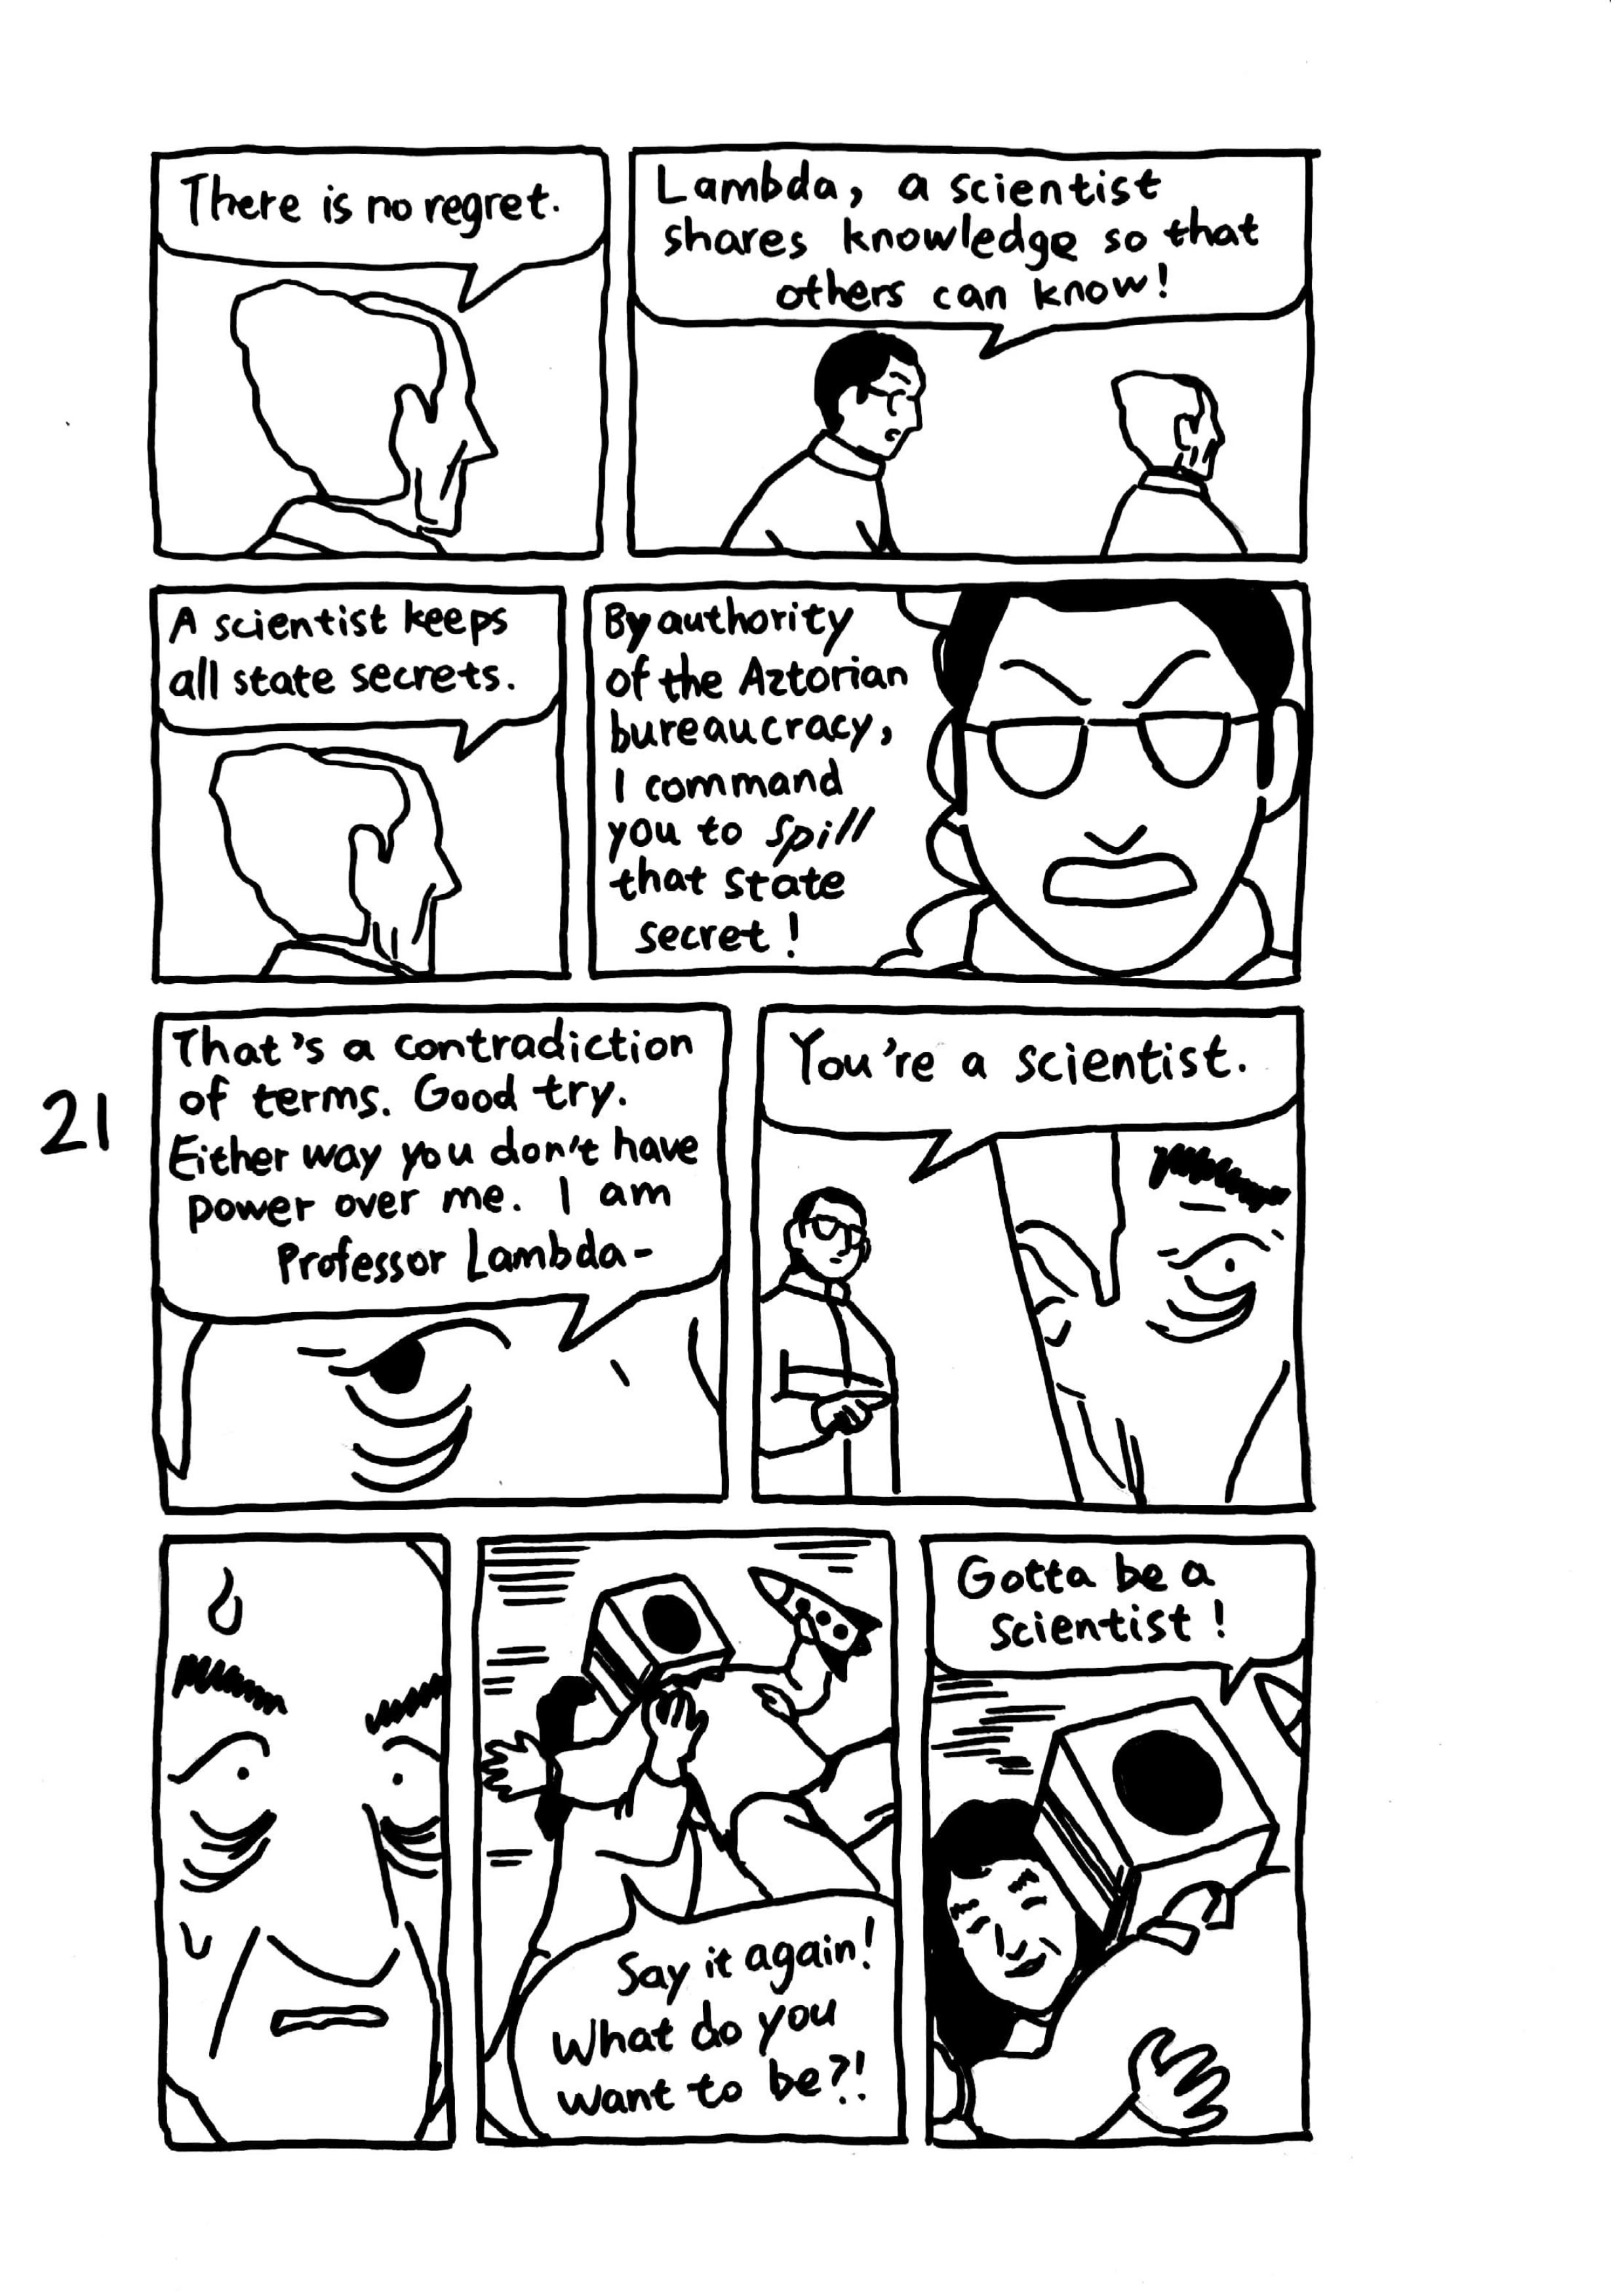 There is no regret.
Lambda, a scientist
shares knowledge so that
others can know!
A scientist keeps
all state secrets.
By authority
of the Aztorian
bureaucracy,
I command
you to spill
that state
secret!
That's a contradiction
of terms. Good try.
Either way you don't have
power over me. I am
Professor Lambda-
You're a scientist.
21
Say it again!
What do you
want to be?!
Gotta be a
scientist!